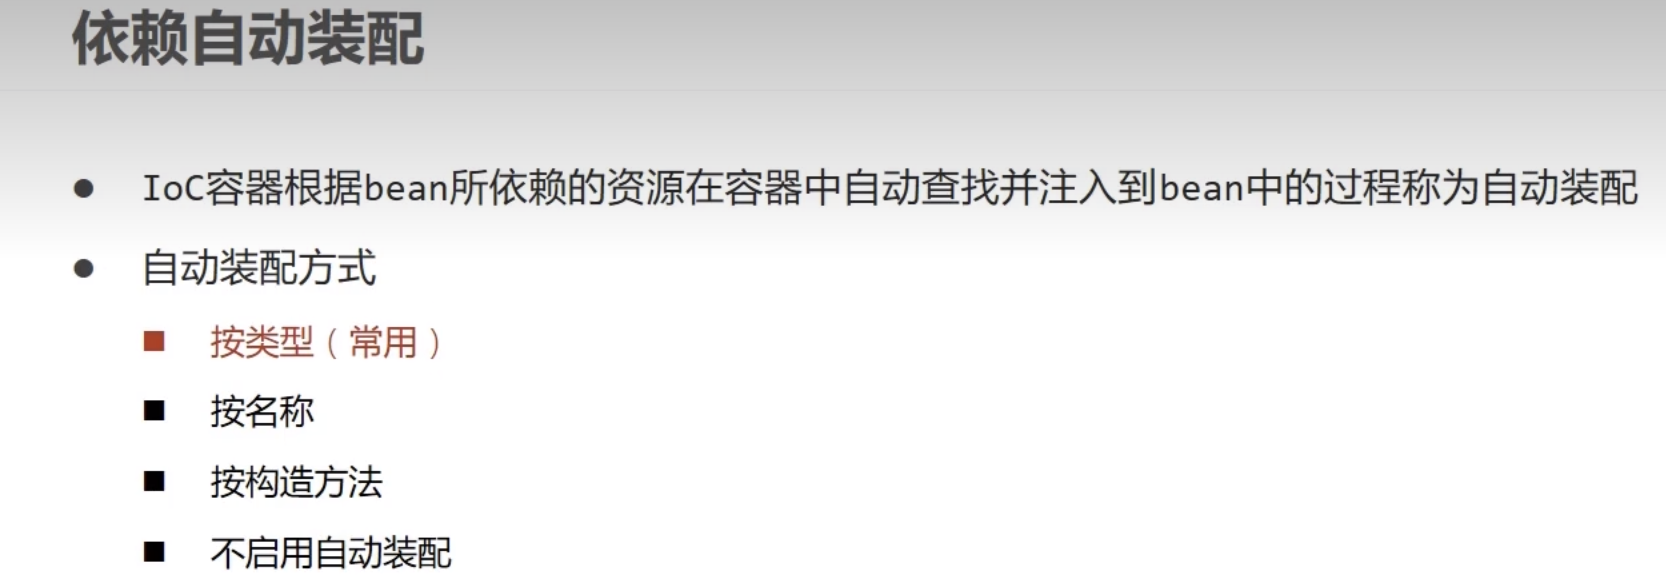 依赖自动装配
IoC容器根据bean所依赖的资源在容器中自动查找并注入到bean中的过程称为自动装配
自动装配方式
按类型（常用）
按名称
按构造方法
不启用自动装配